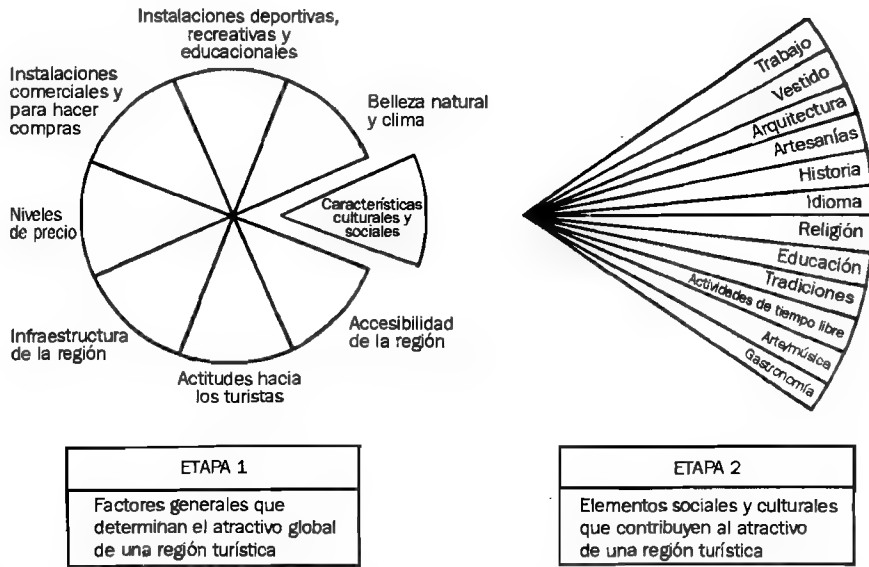 Instalaciones deportivas,
recreativas y
educacionales
Instalaciones
comerciales y
para hacer
compras
Belleza natural
y clima
Características
culturales y
sociales
Niveles
de precio
Infraestructura
de la región
Accesibilidad
de la región
Actitudes hacia
los turistas
Trabajo
Vestido
Arquitectura
Artesanías
Historia
Idioma
Religión
Educación
Tradiciones
Actividades de tiempo libre
Arte/música
Gastronomía
ETAPA 1
Factores generales que
determinan el atractivo global
de una región turística
ETAPA 2
Elementos sociales y culturales
que contribuyen al atractivo
de una región turística